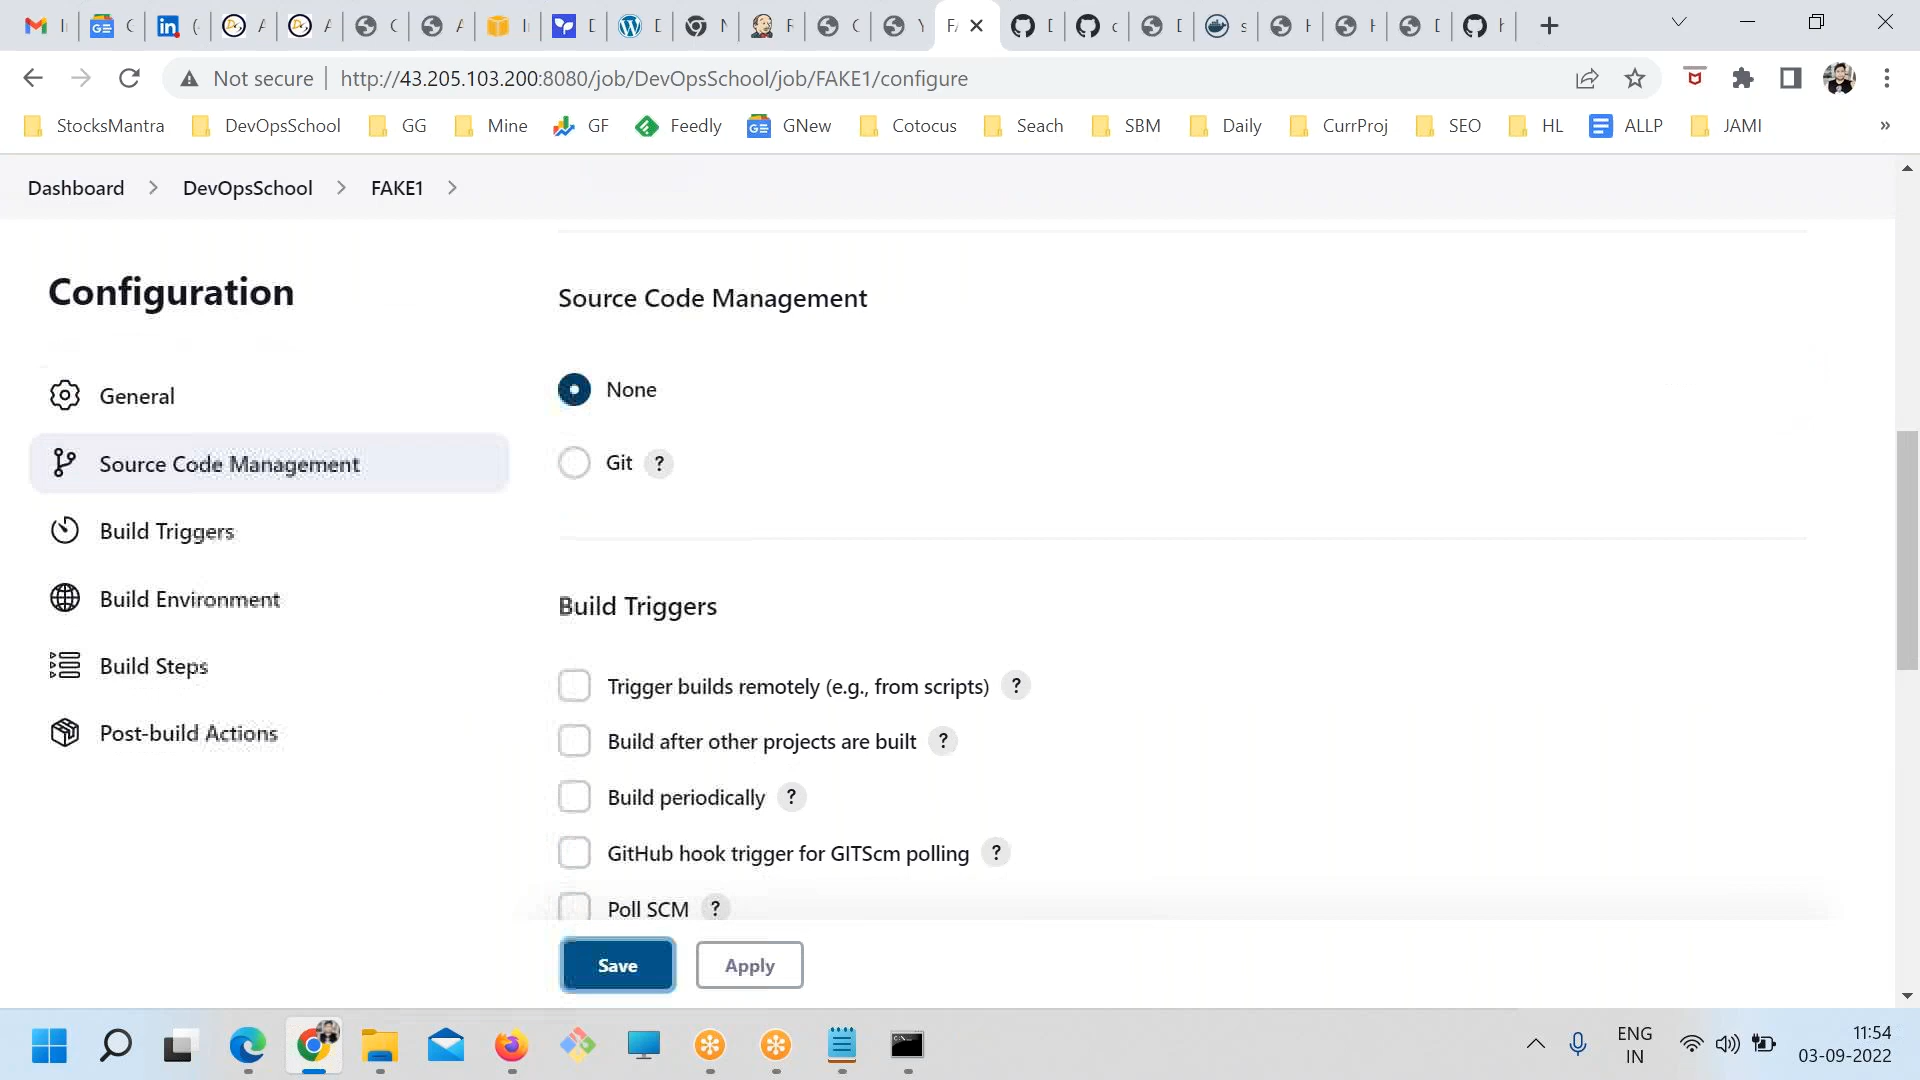 Not secure
http://43.205.103.200:8080/job/DevOpsSchool/job/FAKE1/configure
StocksMantra
DevOpsSchool
GG
Mine
GF
Feedly
GNew
Cotocus
Seach
SBM
Daily
CurrProj
SEO
HL
ALLP
JAMI
»
Dashboard > DevOpsSchool > FAKE1 >
Configuration
General
Source Code Management
Build Triggers
Build Environment
Build Steps
Post-build Actions
Source Code Management
None
Git ?
Build Triggers
Trigger builds remotely (e.g., from scripts) ?
Build after other projects are built ?
Build periodically ?
GitHub hook trigger for GITScm polling ?
Poll SCM ?
Save
Apply
ENG
IN
11:54
03-09-2022